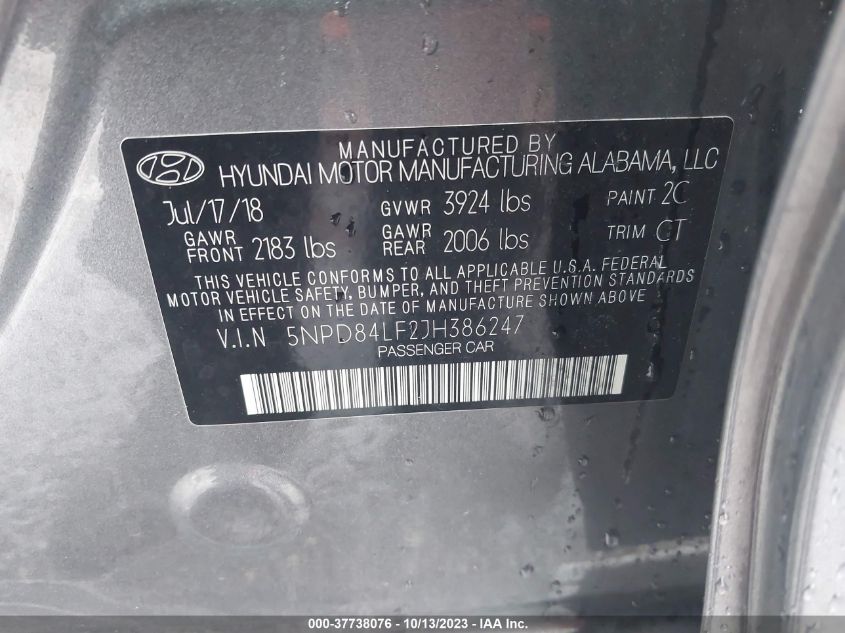 MANUFACTURED BY
HYUNDAI MOTOR MANUFACTURING ALABAMA, LLC
Jul/17/18 GVWR 3924 lbs PAINT 2C
GAWR FRONT 2183 lbs GAWR REAR 2006 lbs TRIM CT
THIS VEHICLE CONFORMS TO ALL APPLICABLE U.S.A. FEDERAL
MOTOR VEHICLE SAFETY, BUMPER, AND THEFT PREVENTION STANDARDS
IN EFFECT ON THE DATE OF MANUFACTURE SHOWN ABOVE
V.I.N 5NPD84LF2JH386247
PASSENGER CAR
000-37738076 - 10/13/2023 - IAA Inc.